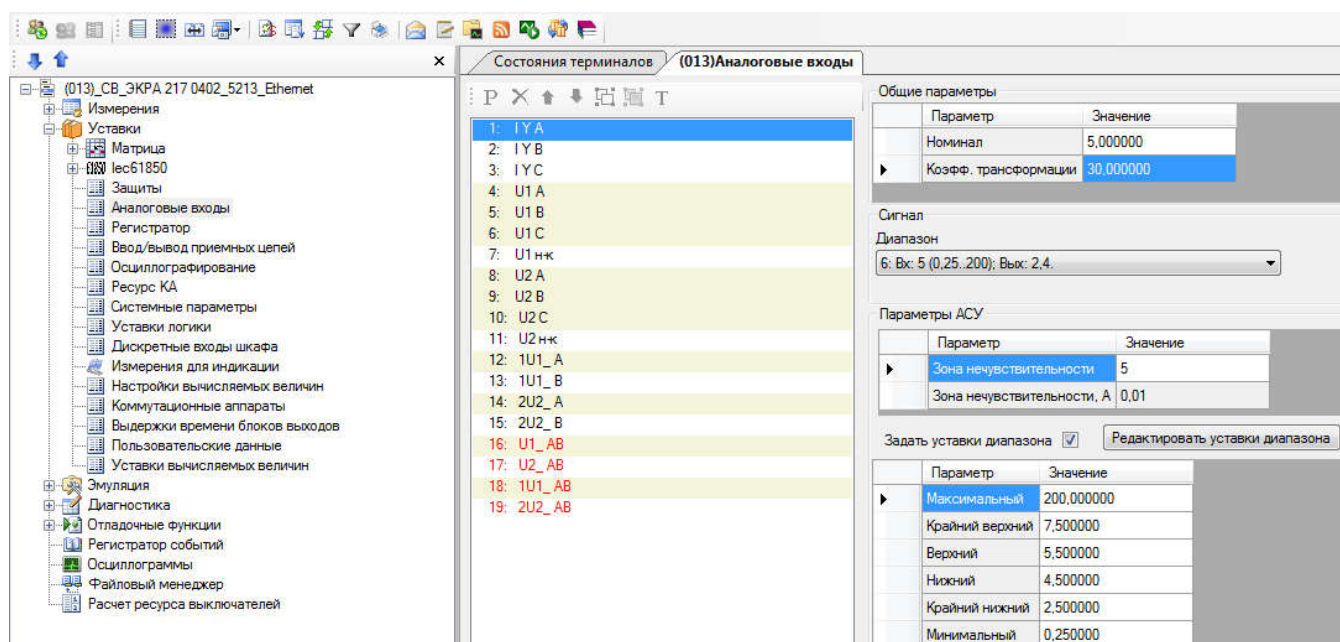 Состояния терминалов
(013)Аналоговые входы
(013)_СВ_ЭКРА 217 0402_5213_Ethernet
Измерения
Уставки
Матрица
Iec61850
Защиты
Аналоговые входы
Регистратор
Ввод/вывод приемных цепей
Осциллографирование
Ресурс КА
Системные параметры
Уставки логики
Дискретные входы шкафа
Измерения для индикации
Настройки вычисляемых величин
Коммутационные аппараты
Выдержки времени блоков выходов
Пользовательские данные
Уставки вычисляемых величин
Эмуляция
Диагностика
Отладочные функции
Регистратор событий
Осциллограммы
Файловый менеджер
Расчет ресурса выключателей
P T
1: I Y A
2: I Y B
3: I Y C
4: U1 A
5: U1 B
6: U1 C
7: U1 н-к
8: U2 A
9: U2 B
10: U2 C
11: U2 н-к
12: 1U1_ A
13: 1U1_ B
14: 2U2_ A
15: 2U2_ B
16: U1_ AB
17: U2_ AB
18: 1U1_ AB
19: 2U2_ AB
Общие параметры
Параметр Значение
Номинал 5,000000
Коэфф. трансформации 30,000000
Сигнал
Диапазон
6: Вх: 5 (0,25..200); Вых: 2,4.
Параметры АСУ
Параметр Значение
Зона нечувствительности 5
Зона нечувствительности, А 0,01
Задать уставки диапазона Редактировать уставки диапазона
Параметр Значение
Максимальный 200,000000
Крайний верхний 7,500000
Верхний 5,500000
Нижний 4,500000
Крайний нижний 2,500000
Минимальный 0,250000